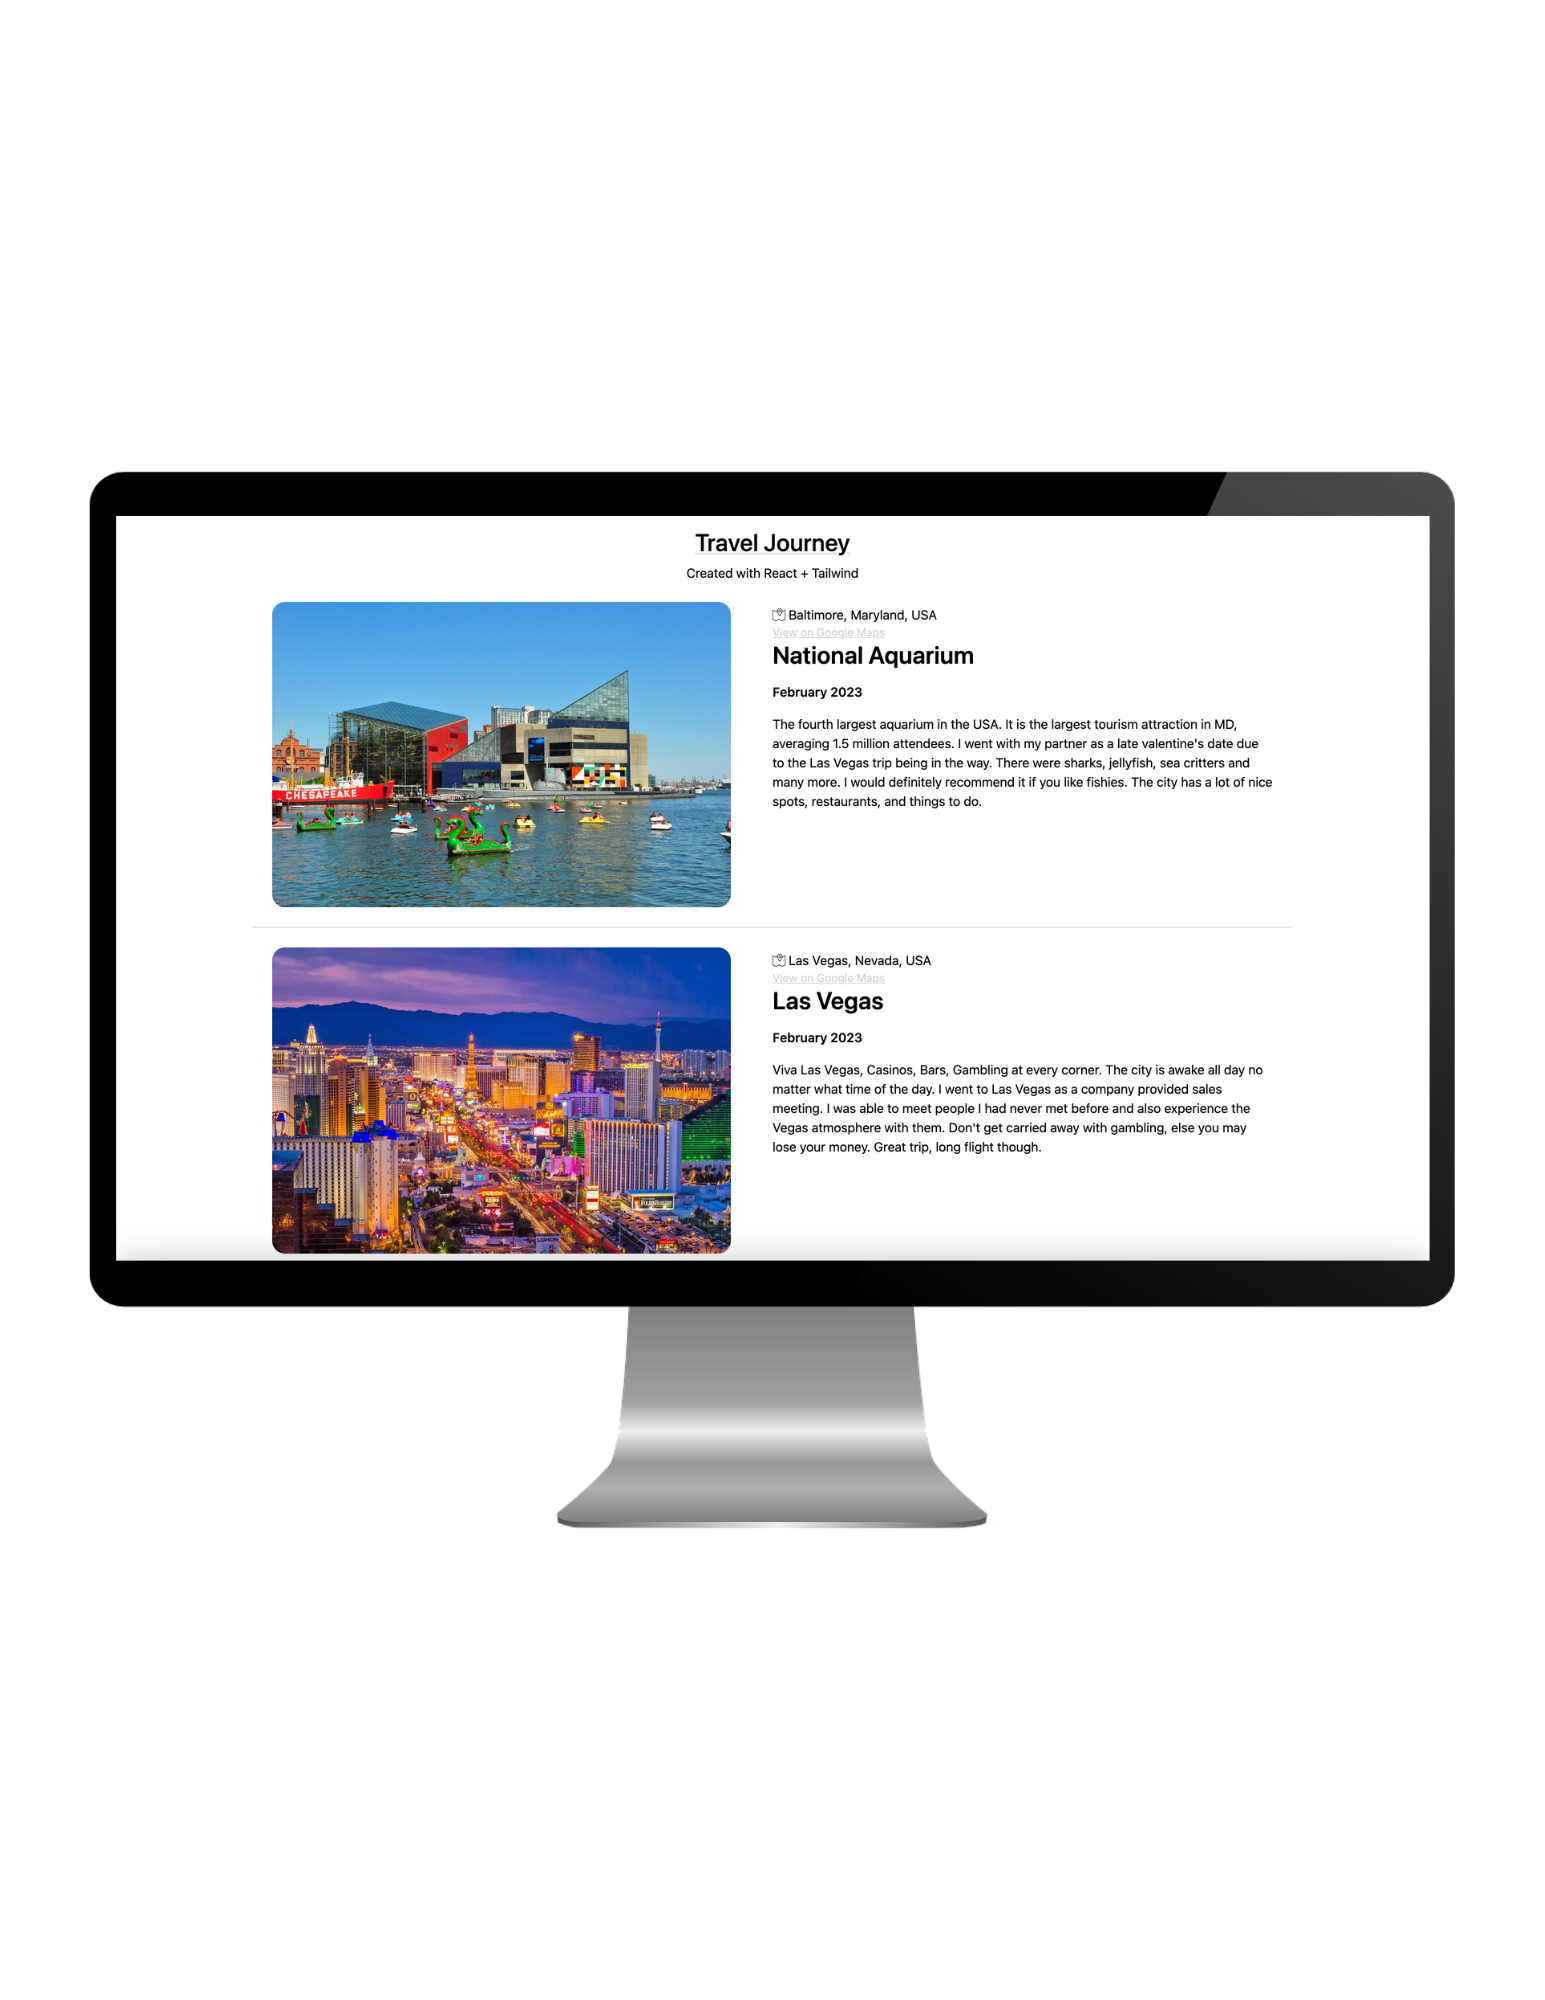 Travel Journey
Created with React + Tailwind
Baltimore, Maryland, USA
View on Google Maps
National Aquarium
February 2023
The fourth largest aquarium in the USA. It is the largest tourism attraction in MD,
averaging 1.5 million attendees. I went with my partner as a late valentine's date due
to the Las Vegas trip being in the way. There were sharks, jellyfish, sea critters and
many more. I would definitely recommend it if you like fishies. The city has a lot of nice
spots, restaurants, and things to do.
CHESAPEAKE
Las Vegas, Nevada, USA
View on Google Maps
Las Vegas
February 2023
Viva Las Vegas, Casinos, Bars, Gambling at every corner. The city is awake all day no
matter what time of the day. I went to Las Vegas as a company provided sales
meeting. I was able to meet people I had never met before and also experience the
Vegas atmosphere with them. Don't get carried away with gambling, else you may
lose your money. Great trip, long flight though.